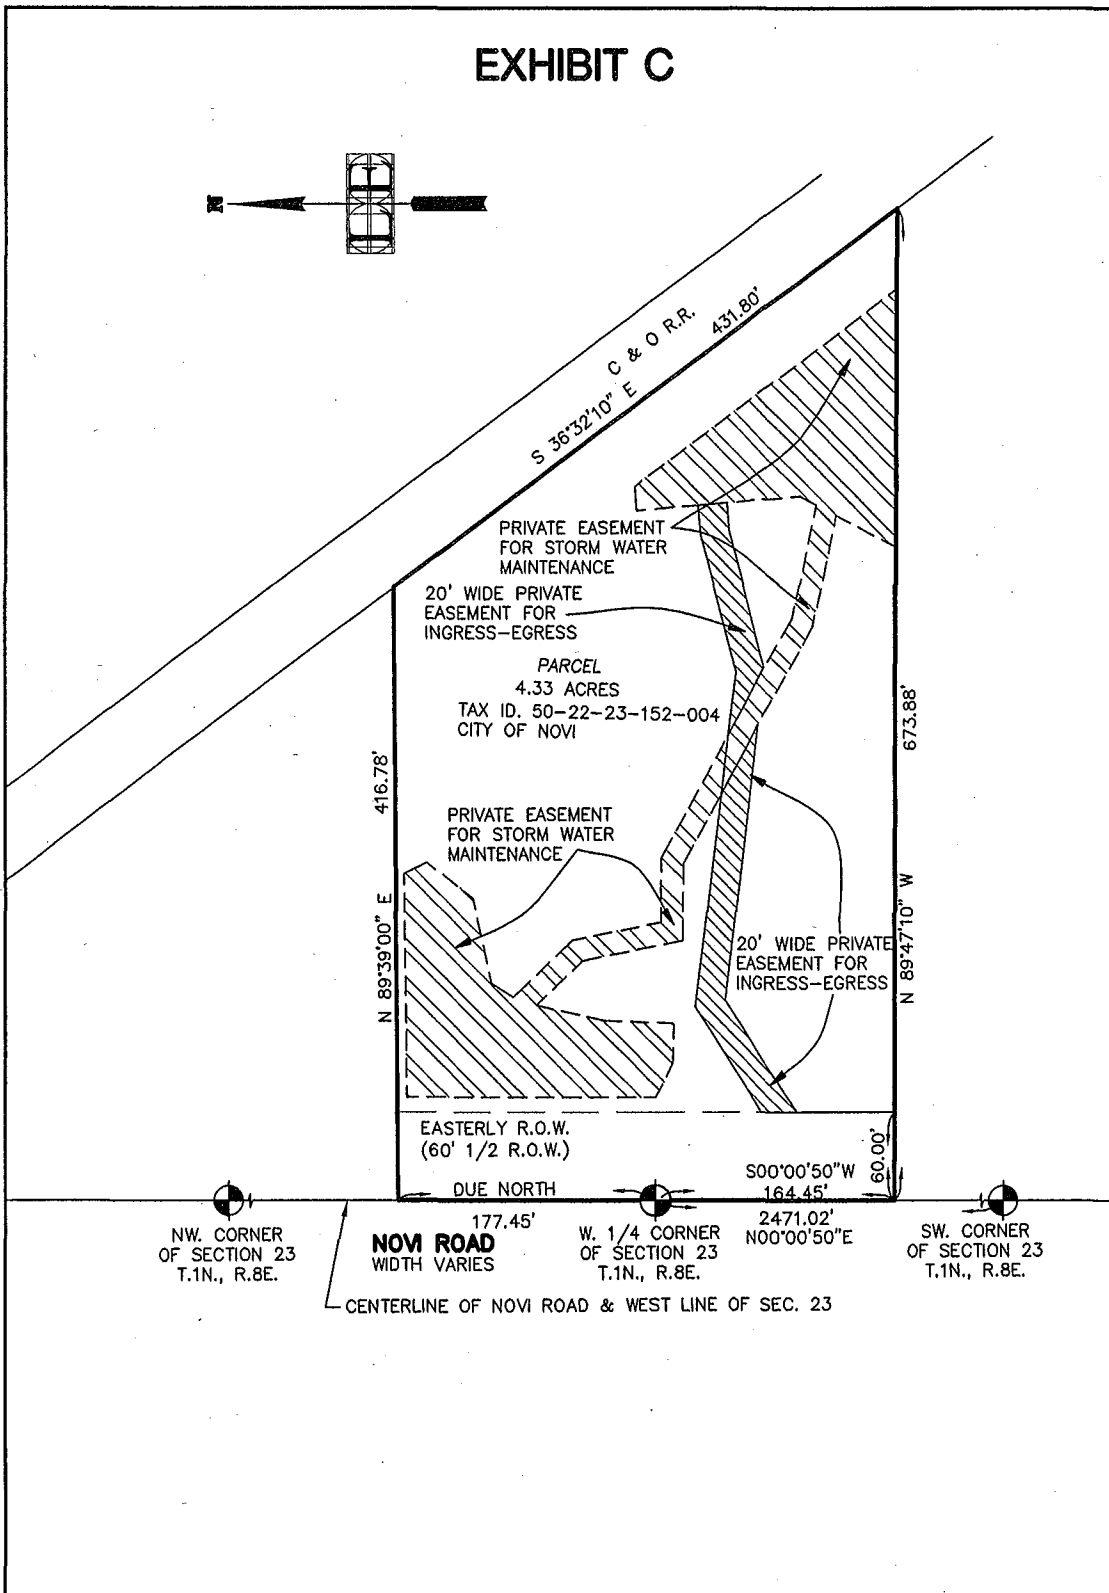 EXHIBIT C
N
C & O R.R.
431.80'
S 36°32'10" E
PRIVATE EASEMENT
FOR STORM WATER
MAINTENANCE
20' WIDE PRIVATE
EASEMENT FOR
INGRESS-EGRESS
PARCEL
4.33 ACRES
TAX ID. 50-22-23-152-004
CITY OF NOVI
673.88'
N 89°47'10" W
416.78'
N 89°39'00" E
PRIVATE EASEMENT
FOR STORM WATER
MAINTENANCE
20' WIDE PRIVATE
EASEMENT FOR
INGRESS-EGRESS
EASTERLY R.O.W.
(60' 1/2 R.O.W.)
60.00'
DUE NORTH
177.45'
S00°00'50"W
164.45'
2471.02'
N00°00'50"E
NW. CORNER
OF SECTION 23
T.1N., R.8E.
NOVI ROAD
WIDTH VARIES
W. 1/4 CORNER
OF SECTION 23
T.1N., R.8E.
SW. CORNER
OF SECTION 23
T.1N., R.8E.
CENTERLINE OF NOVI ROAD & WEST LINE OF SEC. 23